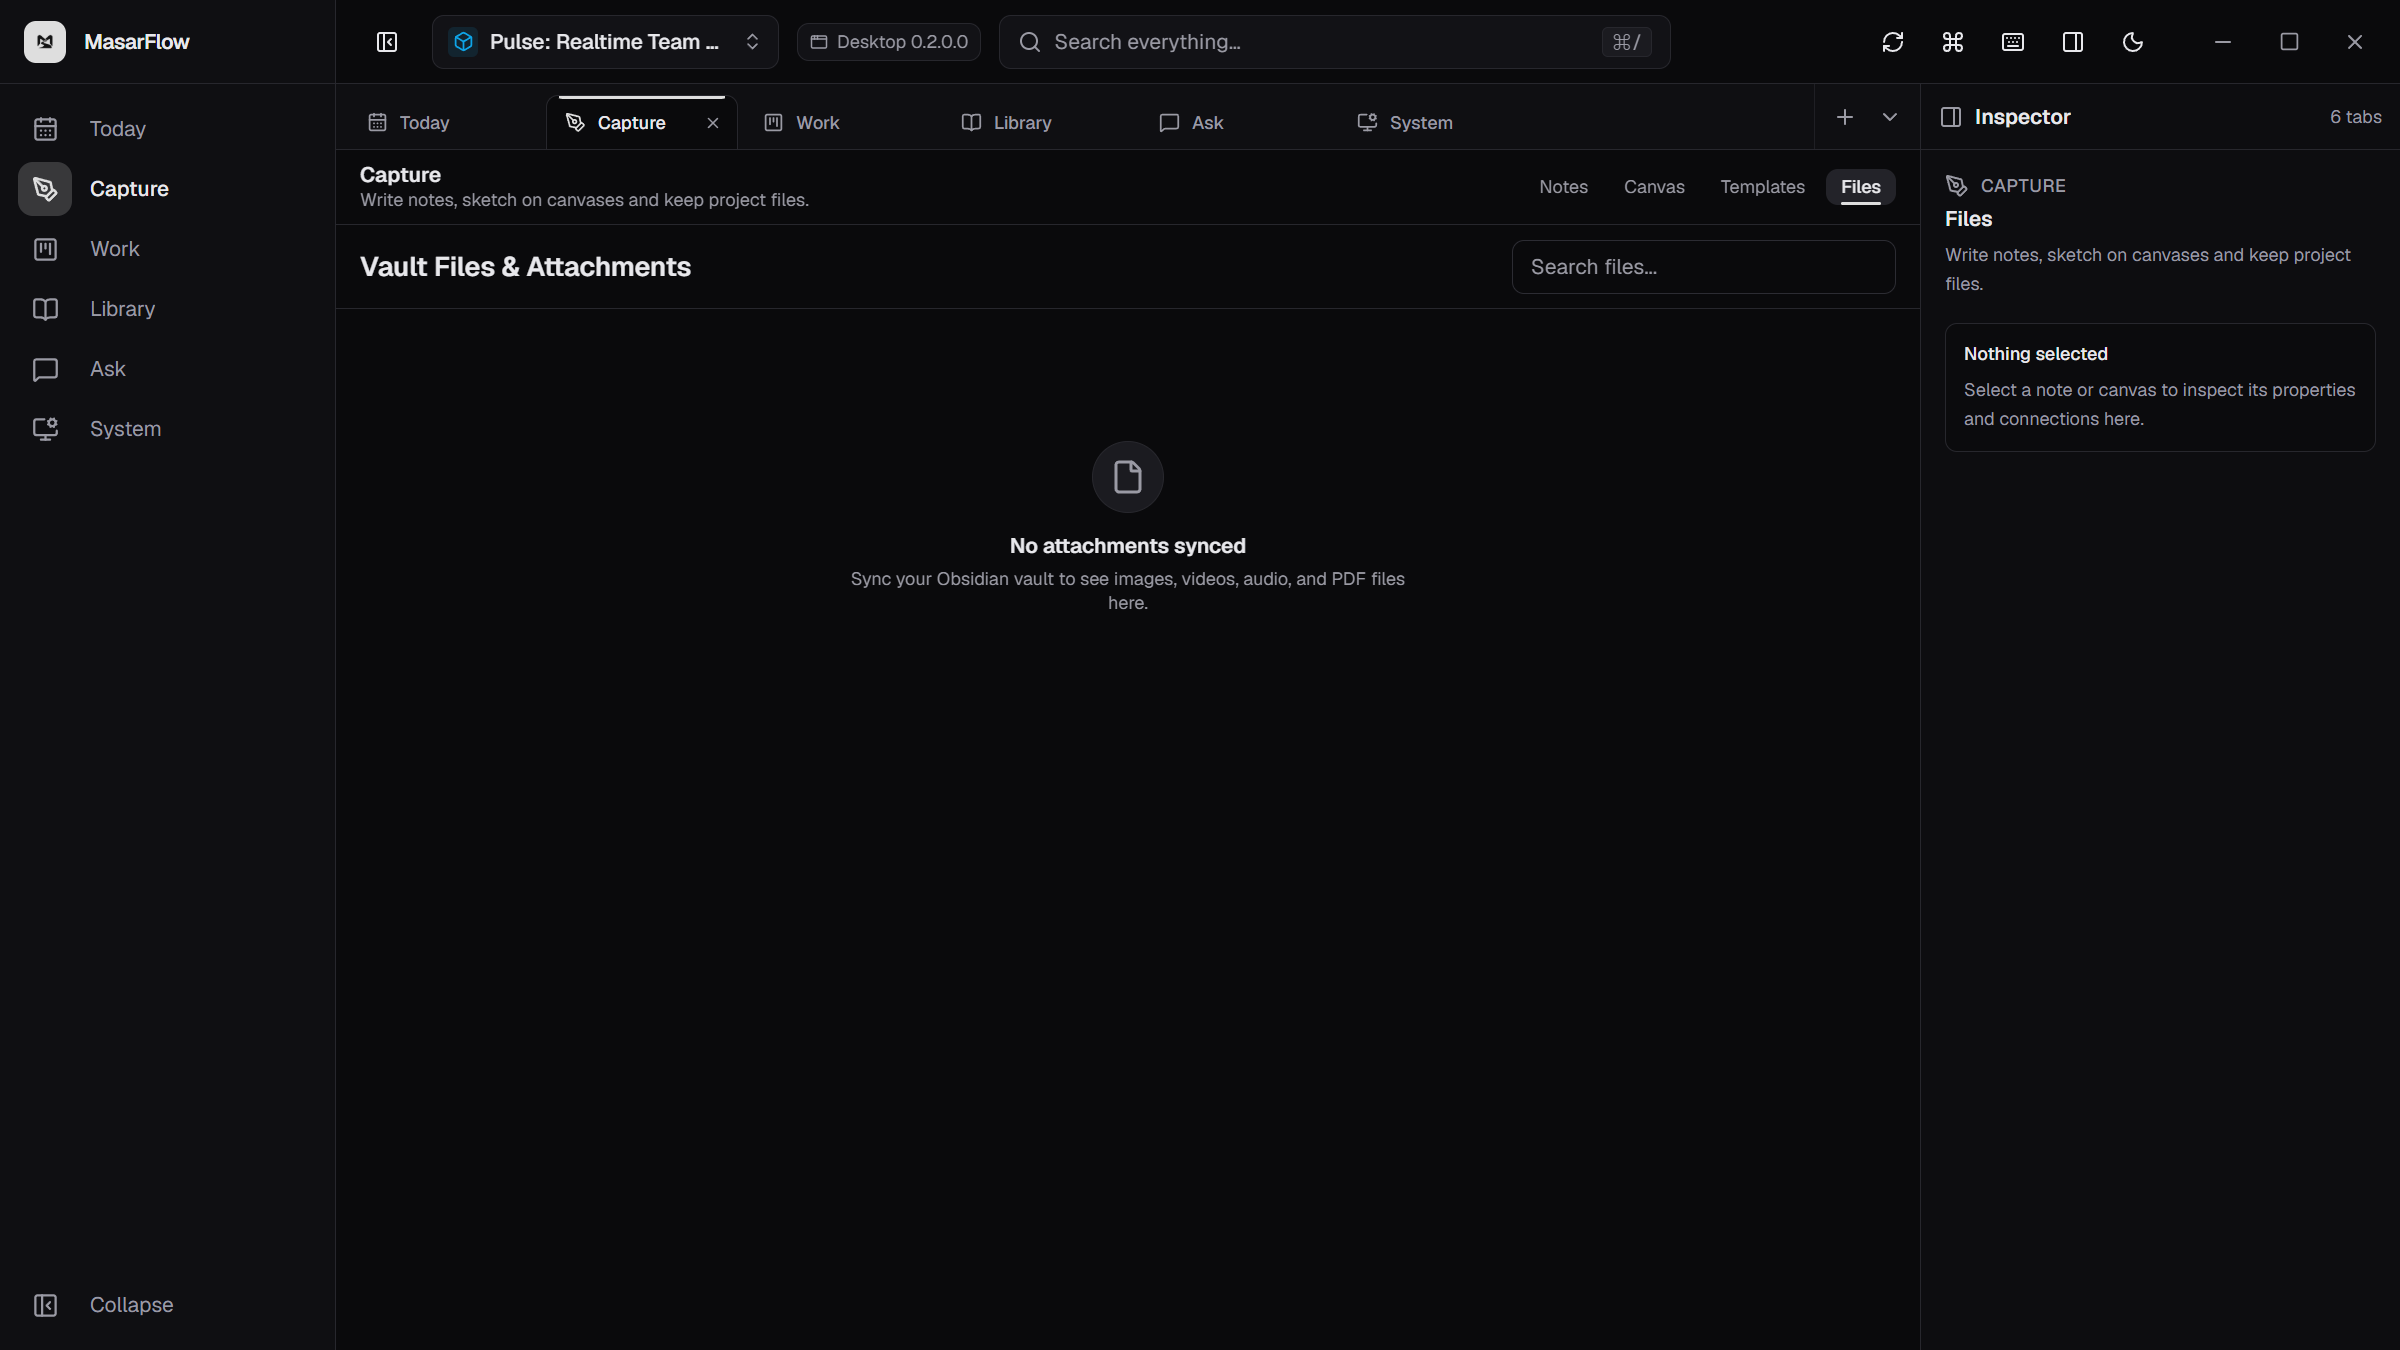 MasarFlow
Pulse: Realtime Team ...
Desktop 0.2.0.0
Search everything...
⌘/
Today
Capture
Work
Library
Ask
System
Collapse
Today
Capture
Work
Library
Ask
System
Capture
Write notes, sketch on canvases and keep project files.
Notes
Canvas
Templates
Files
Vault Files & Attachments
Search files...
No attachments synced
Sync your Obsidian vault to see images, videos, audio, and PDF files
here.
Inspector
6 tabs
CAPTURE
Files
Write notes, sketch on canvases and keep project
files.
Nothing selected
Select a note or canvas to inspect its properties
and connections here.